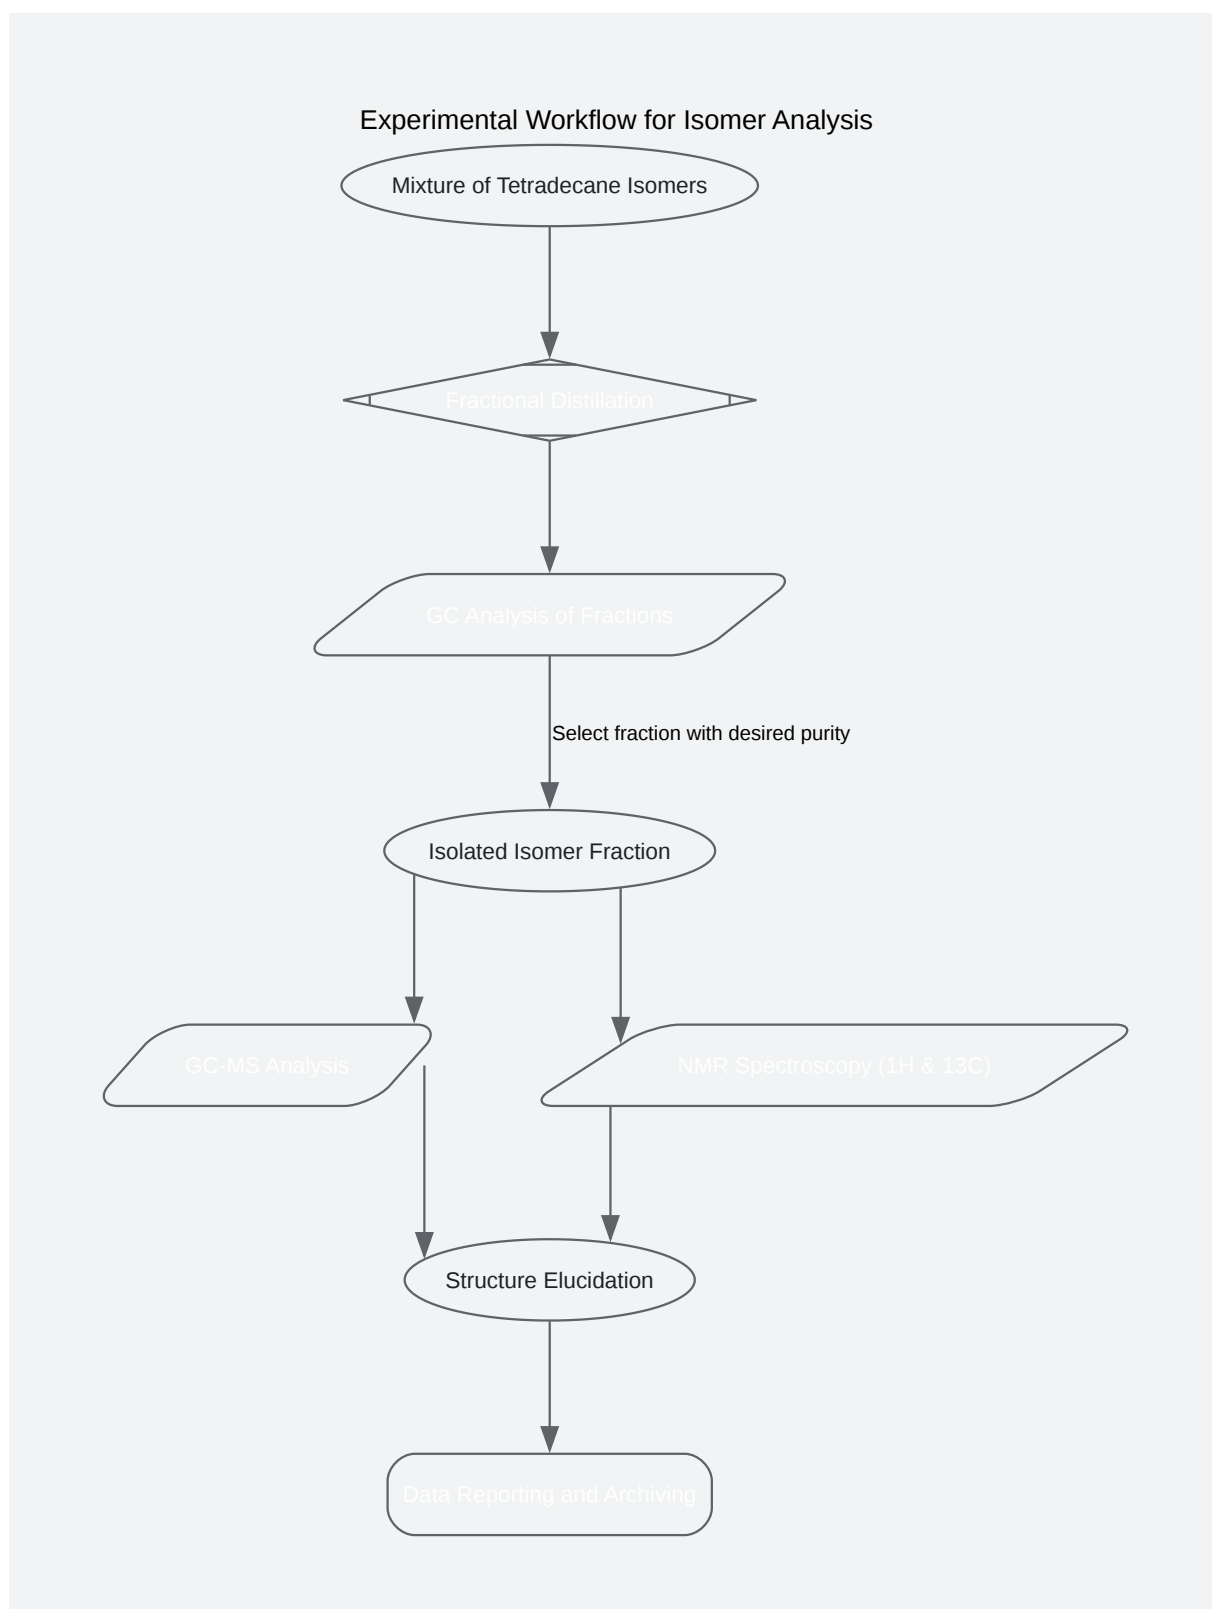 Experimental Workflow for Isomer Analysis
Mixture of Tetradecane Isomers
Fractional Distillation
GC Analysis of Fractions
Select fraction with desired purity
Isolated Isomer Fraction
GC-MS Analysis
NMR Spectroscopy (1H & 13C)
Structure Elucidation
Data Reporting and Archiving